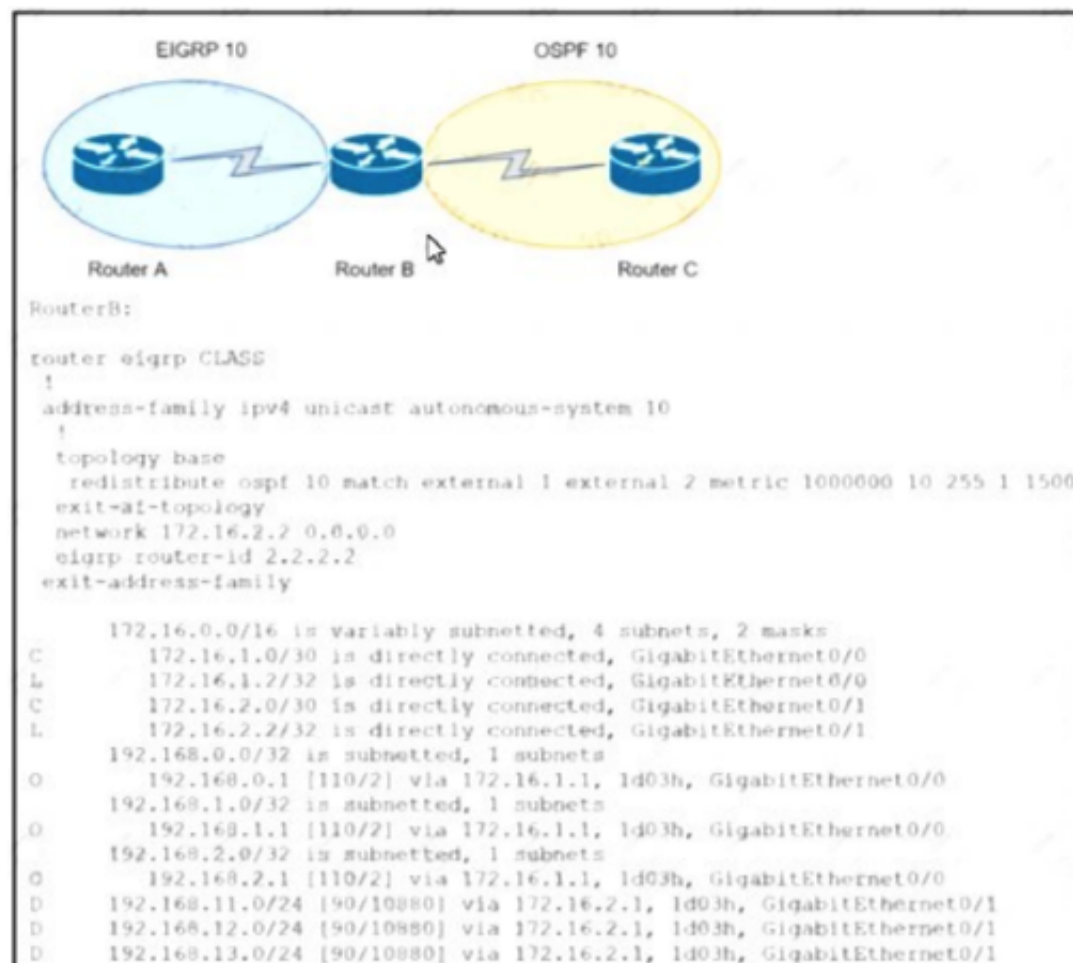 EIGRP 10 OSPF 10
Router A Router B Router C
RouterB:
router eigrp CLASS
!
address-family ipv4 unicast autonomous-system 10
!
topology base
redistribute ospf 10 match external 1 external 2 metric 1000000 10 255 1 1500
exit-af-topology
network 172.16.2.2 0.0.0.0
eigrp router-id 2.2.2.2
exit-address-family
172.16.0.0/16 is variably subnetted, 4 subnets, 2 masks
C 172.16.1.0/30 is directly connected, GigabitEthernet0/0
L 172.16.1.2/32 is directly connected, GigabitEthernet0/0
C 172.16.2.0/30 is directly connected, GigabitEthernet0/1
L 172.16.2.2/32 is directly connected, GigabitEthernet0/1
192.168.0.0/32 is subnetted, 1 subnets
O 192.168.0.1 [110/2] via 172.16.1.1, 1d03h, GigabitEthernet0/0
192.168.1.0/32 is subnetted, 1 subnets
O 192.168.1.1 [110/2] via 172.16.1.1, 1d03h, GigabitEthernet0/0
192.168.2.0/32 is subnetted, 1 subnets
O 192.168.2.1 [110/2] via 172.16.1.1, 1d03h, GigabitEthernet0/0
D 192.168.11.0/24 [90/10880] via 172.16.2.1, 1d03h, GigabitEthernet0/1
D 192.168.12.0/24 [90/10880] via 172.16.2.1, 1d03h, GigabitEthernet0/1
D 192.168.13.0/24 [90/10880] via 172.16.2.1, 1d03h, GigabitEthernet0/1